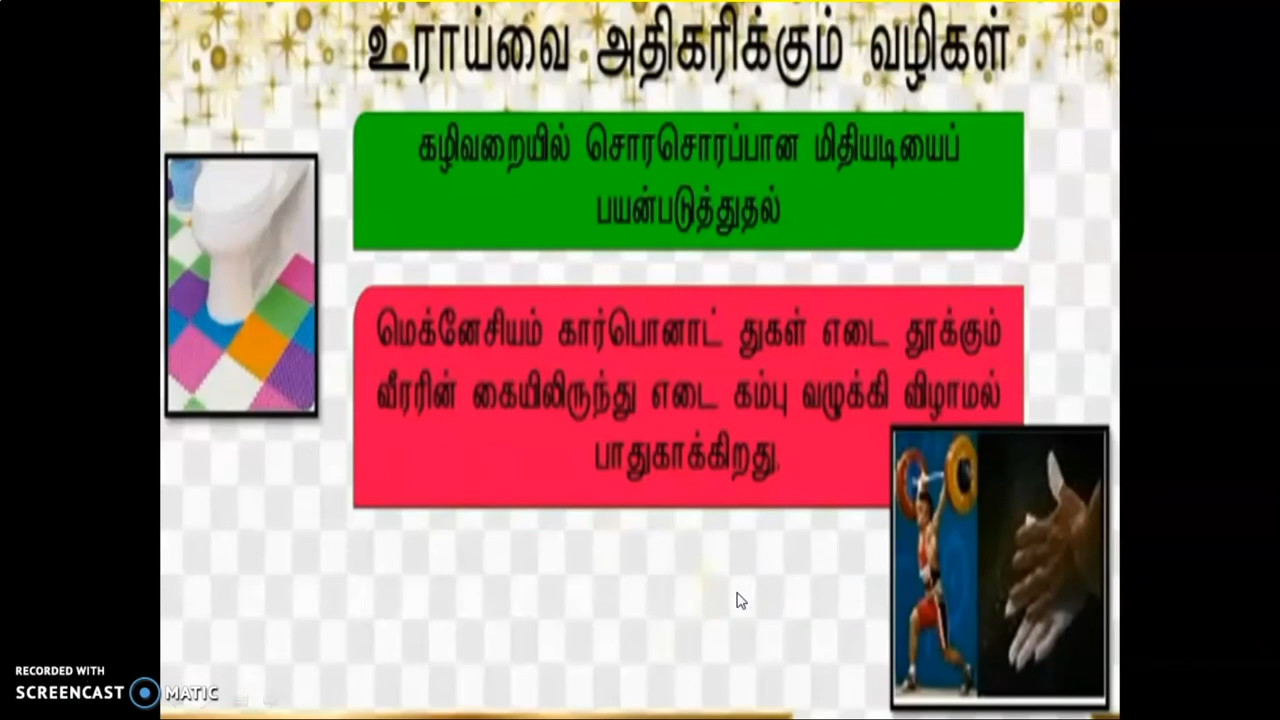 உராய்வை அதிகரிக்கும் வழிகள்
கழிவறையில் சொரசொரப்பான மிதியடியைப்
பயன்படுத்துதல்
மெக்னேசியம் கார்பொனாட் துகள் எடை தூக்கும்
வீரரின் கையிலிருந்து எடை கம்பு வழுக்கி விழாமல்
பாதுகாக்கிறது.
RECORDED WITH
SCREENCAST MATIC